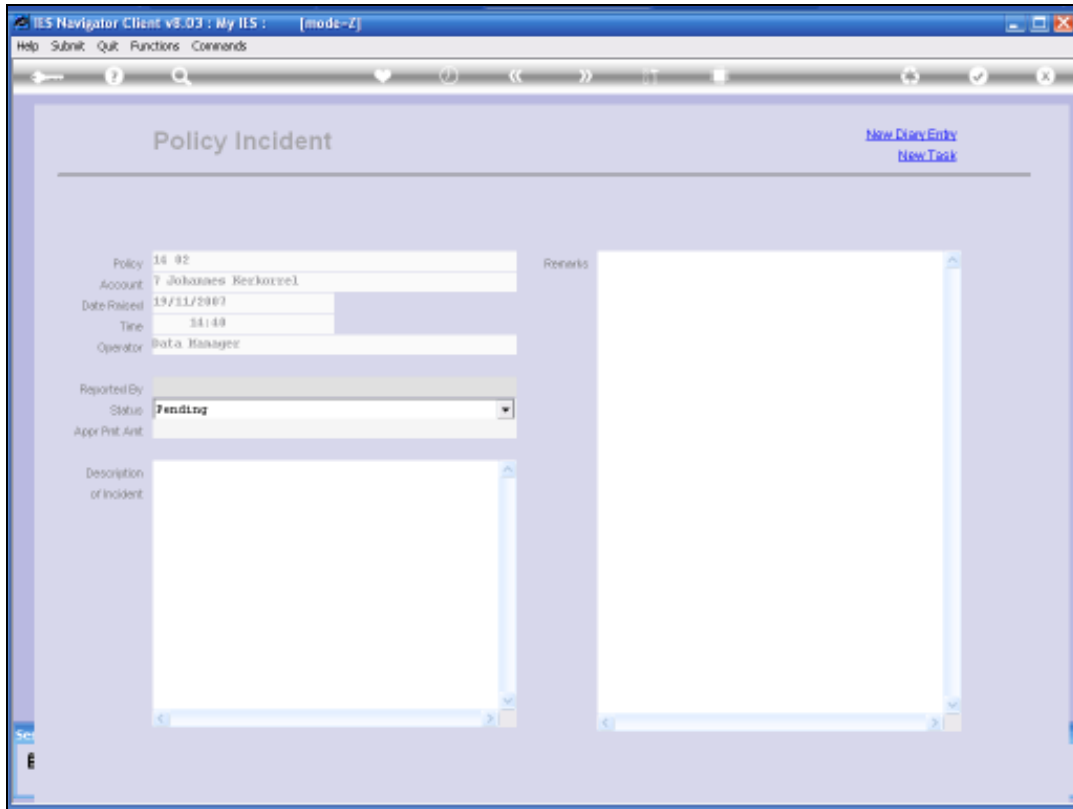 IES Navigator Client v8.03 : My IES : [mode=Z]
Help Submit Quit Functions Commands
Policy Incident
New Diary Entry
New Task
Policy 14 02
Account 7 Johannes Kerkorrel
Date Raised 19/11/2007
Time 14:40
Operator Data Manager
Reported By
Status Pending
Appr Pmt Amt
Description
of Incident
Remarks